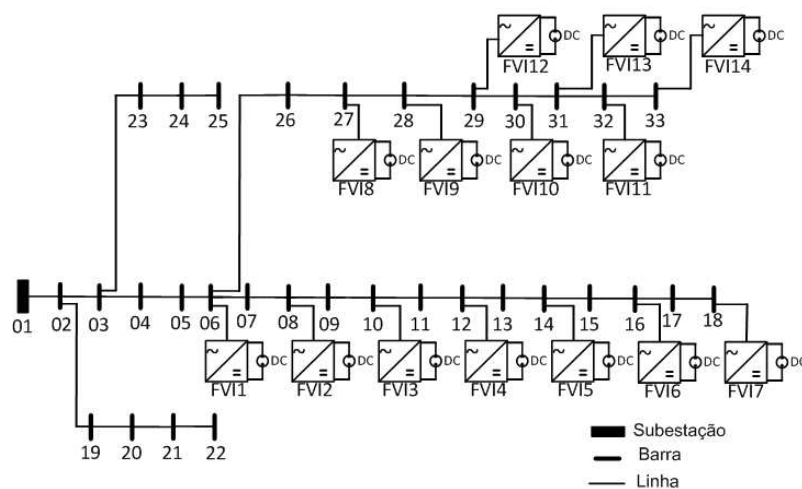 DC DC DC
FVI12 FVI13 FVI14
23 24 25 26 27 28 29 30 31 32 33
DC DC DC DC
FVI8 FVI9 FVI10 FVI11
01 02 03 04 05 06 07 08 09 10 11 12 13 14 15 16 17 18
DC DC DC DC DC DC DC
FVI1 FVI2 FVI3 FVI4 FVI5 FVI6 FVI7
19 20 21 22
Subestação
Barra
Linha